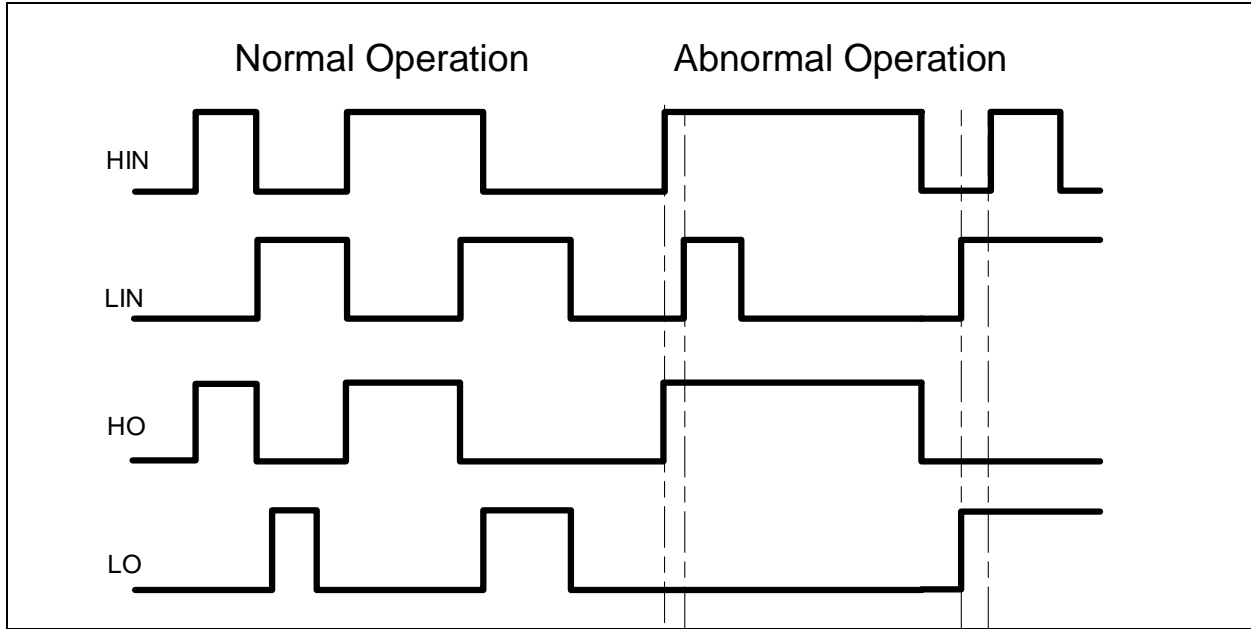 Normal Operation
Abnormal Operation
HIN
LIN
HO
LO